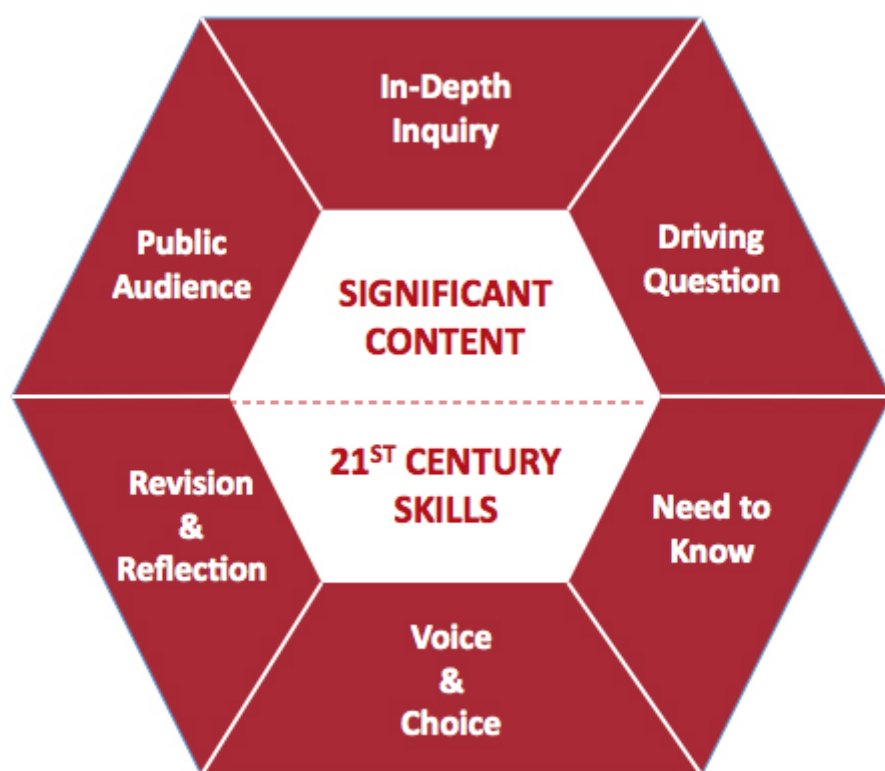 In-Depth
Inquiry
Driving
Question
Need to
Know
Voice
&
Choice
Revision
&
Reflection
Public
Audience
SIGNIFICANT
CONTENT
21ST CENTURY
SKILLS